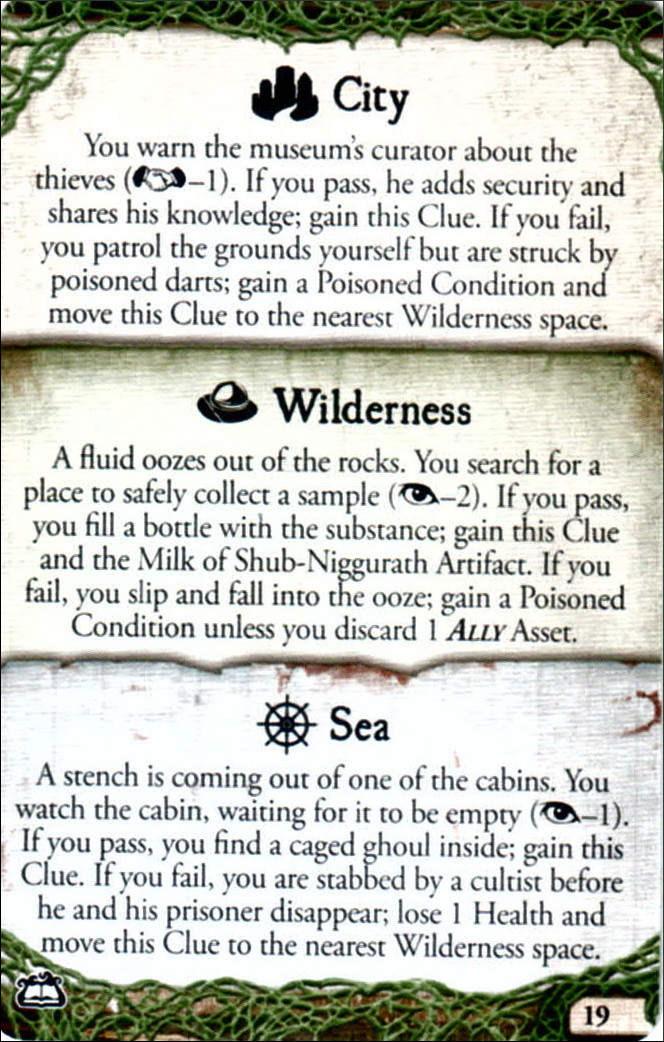 City
You warn the museum's curator about the
thieves (–1). If you pass, he adds security and
shares his knowledge; gain this Clue. If you fail,
you patrol the grounds yourself but are struck by
poisoned darts; gain a Poisoned Condition and
move this Clue to the nearest Wilderness space.
Wilderness
A fluid oozes out of the rocks. You search for a
place to safely collect a sample (–2). If you pass,
you fill a bottle with the substance; gain this Clue
and the Milk of Shub-Niggurath Artifact. If you
fail, you slip and fall into the ooze; gain a Poisoned
Condition unless you discard 1 ALLY Asset.
Sea
A stench is coming out of one of the cabins. You
watch the cabin, waiting for it to be empty (–1).
If you pass, you find a caged ghoul inside; gain this
Clue. If you fail, you are stabbed by a cultist before
he and his prisoner disappear; lose 1 Health and
move this Clue to the nearest Wilderness space.
19